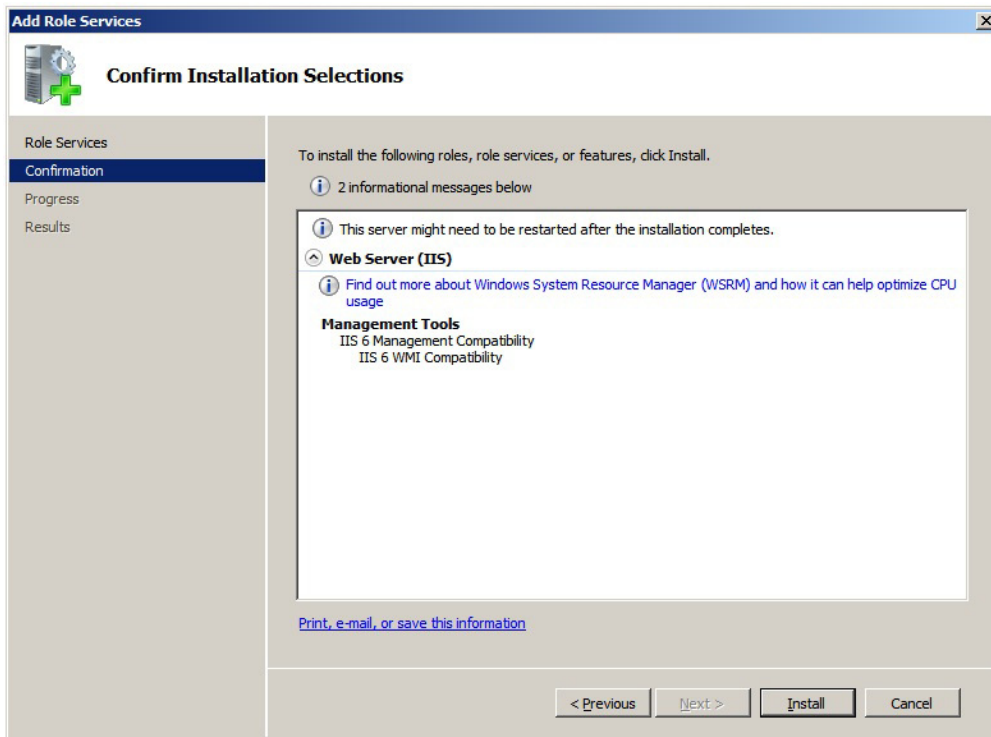 Add Role Services
Confirm Installation Selections
Role Services
Confirmation
Progress
Results
To install the following roles, role services, or features, click Install.
2 informational messages below
This server might need to be restarted after the installation completes.
Web Server (IIS)
Find out more about Windows System Resource Manager (WSRM) and how it can help optimize CPU
usage
Management Tools
IIS 6 Management Compatibility
IIS 6 WMI Compatibility
Print, e-mail, or save this information
< Previous
Next >
Install
Cancel